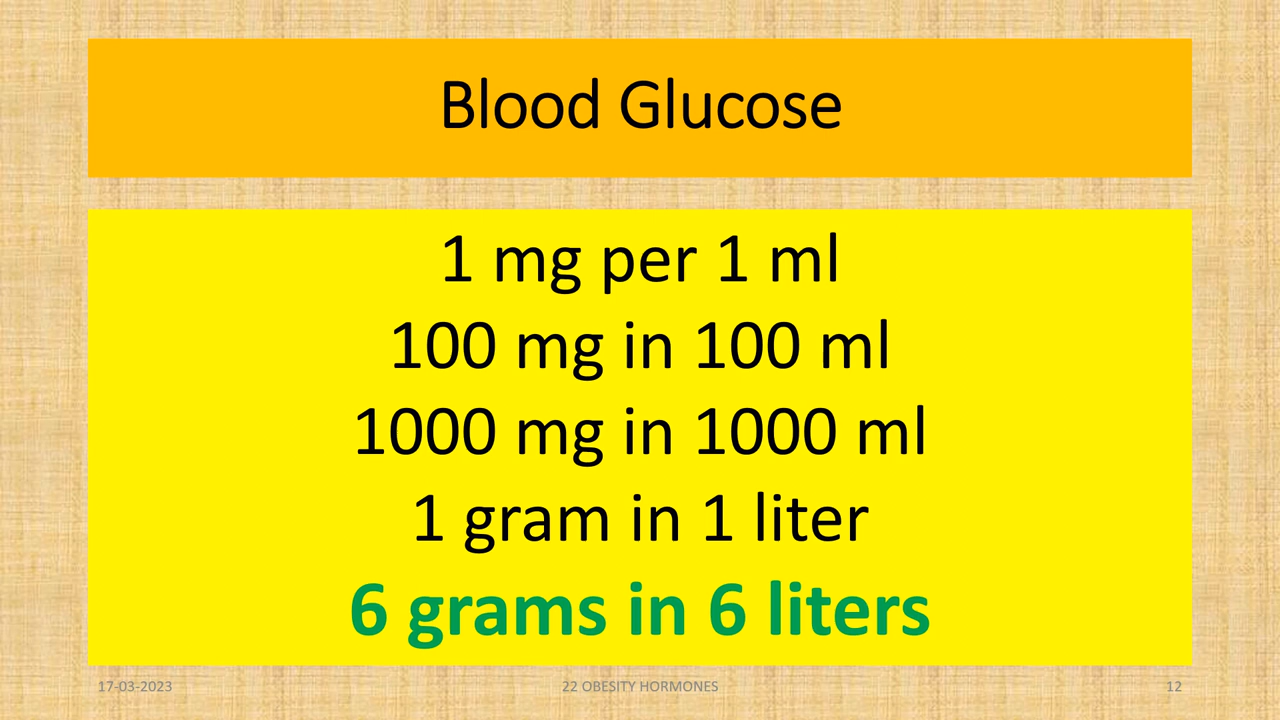 Blood Glucose
1 mg per 1 ml
100 mg in 100 ml
1000 mg in 1000 ml
1 gram in 1 liter
6 grams in 6 liters
17-03-2023
22 OBESITY HORMONES
12